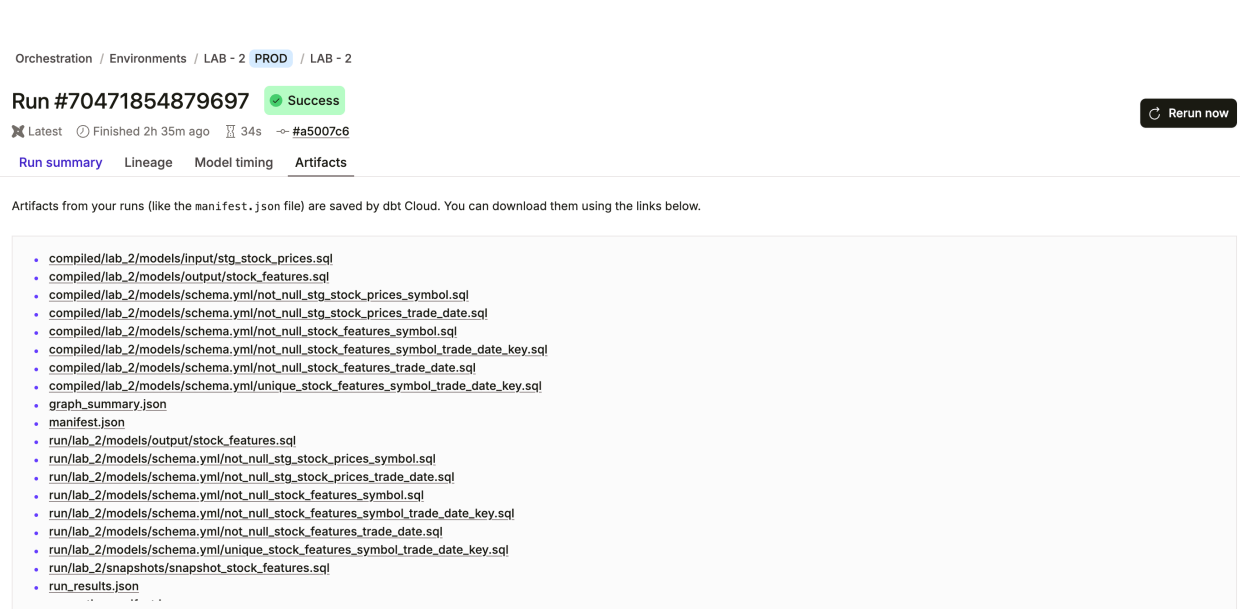 Orchestration / Environments / LAB - 2 PROD / LAB - 2
Run #70471854879697 Success
Rerun now
Latest Finished 2h 35m ago 34s #a5007c6
Run summary Lineage Model timing Artifacts
Artifacts from your runs (like the manifest.json file) are saved by dbt Cloud. You can download them using the links below.
compiled/lab_2/models/input/stg_stock_prices.sql
compiled/lab_2/models/output/stock_features.sql
compiled/lab_2/models/schema.yml/not_null_stg_stock_prices_symbol.sql
compiled/lab_2/models/schema.yml/not_null_stg_stock_prices_trade_date.sql
compiled/lab_2/models/schema.yml/not_null_stock_features_symbol.sql
compiled/lab_2/models/schema.yml/not_null_stock_features_symbol_trade_date_key.sql
compiled/lab_2/models/schema.yml/not_null_stock_features_trade_date.sql
compiled/lab_2/models/schema.yml/unique_stock_features_symbol_trade_date_key.sql
graph_summary.json
manifest.json
run/lab_2/models/output/stock_features.sql
run/lab_2/models/schema.yml/not_null_stg_stock_prices_symbol.sql
run/lab_2/models/schema.yml/not_null_stg_stock_prices_trade_date.sql
run/lab_2/models/schema.yml/not_null_stock_features_symbol.sql
run/lab_2/models/schema.yml/not_null_stock_features_symbol_trade_date_key.sql
run/lab_2/models/schema.yml/not_null_stock_features_trade_date.sql
run/lab_2/models/schema.yml/unique_stock_features_symbol_trade_date_key.sql
run/lab_2/snapshots/snapshot_stock_features.sql
run_results.json